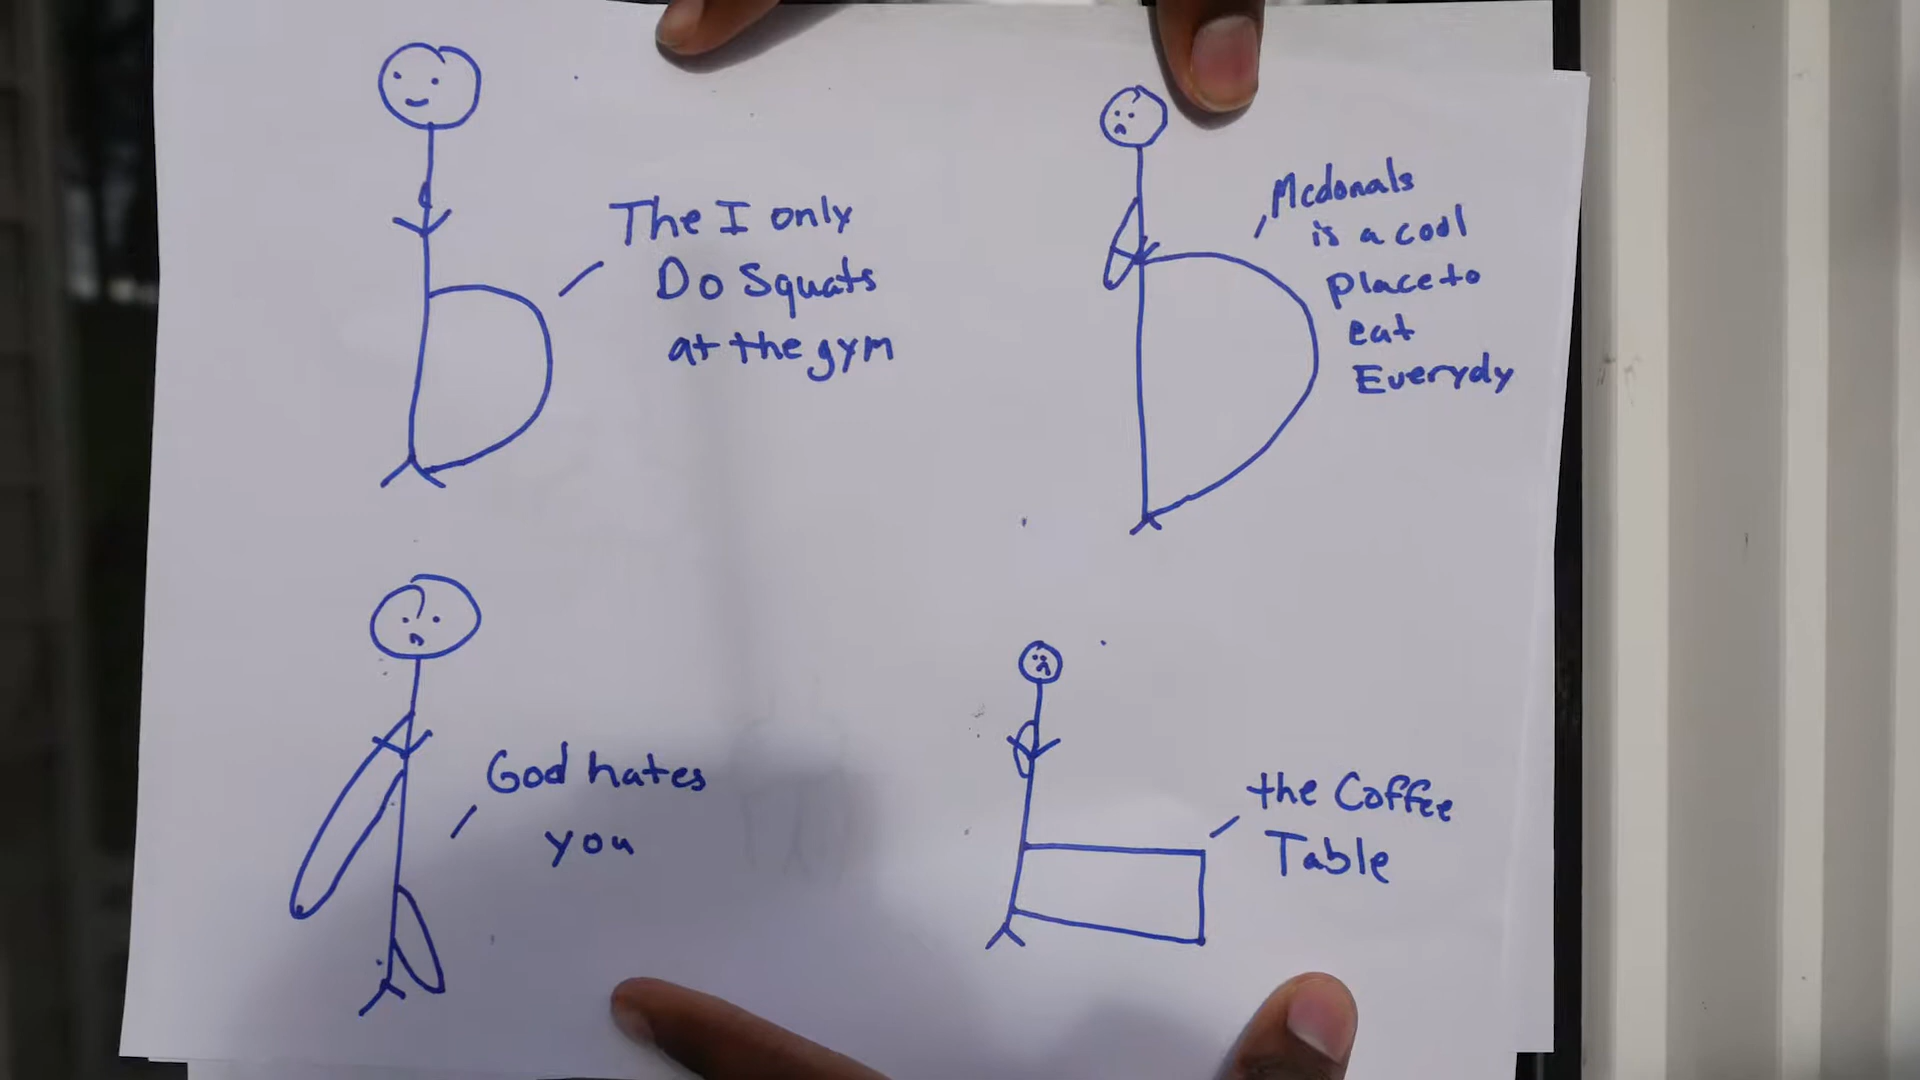 The I only
Do Squats
at the gym
Mcdonals
is a cool
place to
eat
Everydy
God hates
you
the Coffee
Table